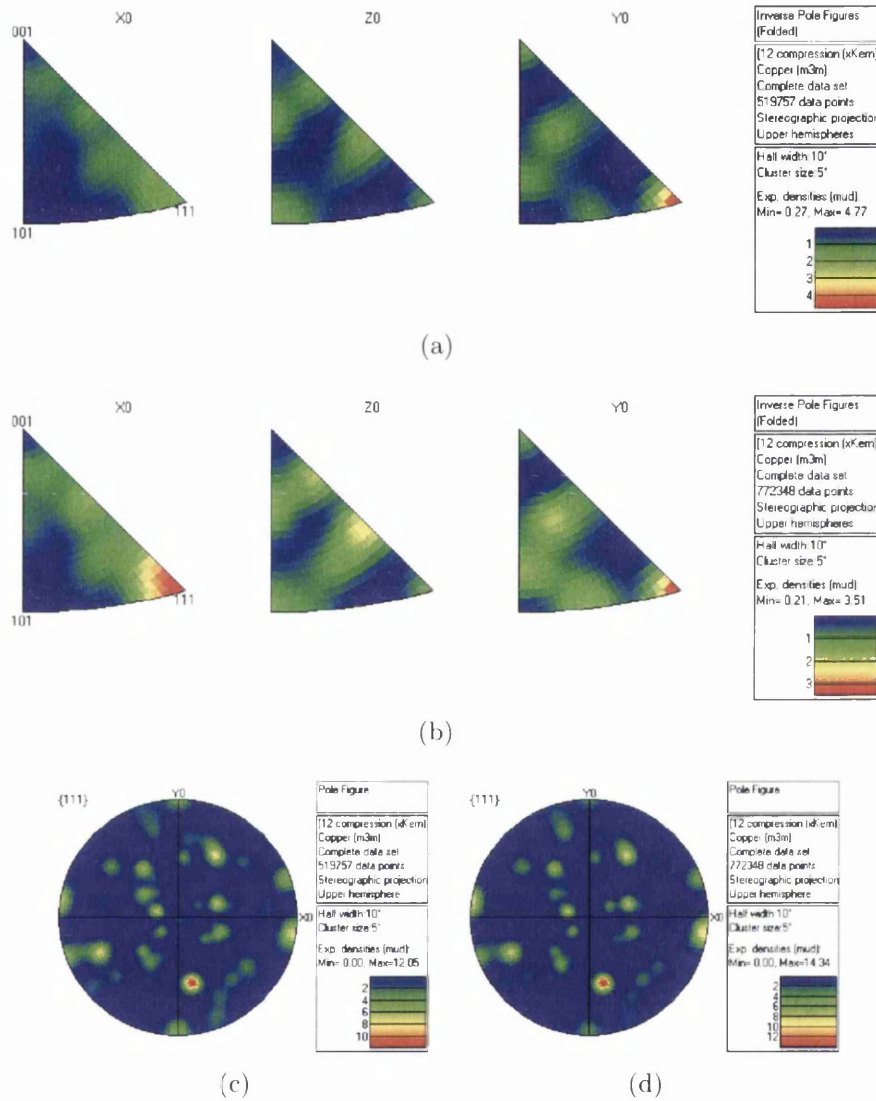 X0 Z0 Y0
001
111
101
Inverse Pole Figures
(Folded)
[12 compression (xKern)
Copper (m3m)
Complete data set
519757 data points
Stereographic projection
Upper hemispheres
Half width:10°
Cluster size:5°
Exp. densities (mud):
Min= 0.27, Max= 4.77
1
2
3
4
(a)
X0 Z0 Y0
001
111
101
Inverse Pole Figures
(Folded)
[12 compression (xKern)
Copper (m3m)
Complete data set
772348 data points
Stereographic projection
Upper hemispheres
Half width:10°
Cluster size:5°
Exp. densities (mud):
Min= 0.21, Max= 3.51
1
2
3
(b)
{111}
Y0
X0
Pole Figure
[12 compression (xKern)
Copper (m3m)
Complete data set
519757 data points
Stereographic projection
Upper hemisphere
Half width:10°
Cluster size:5°
Exp. densities (mud):
Min= 0.00, Max=12.05
2
4
6
8
10
(c)
{111}
Y0
X0
Pole Figure
[12 compression (xKern)
Copper (m3m)
Complete data set
772348 data points
Stereographic projection
Upper hemisphere
Half width:10°
Cluster size:5°
Exp. densities (mud):
Min= 0.00, Max=14.34
2
4
6
8
10
12
(d)